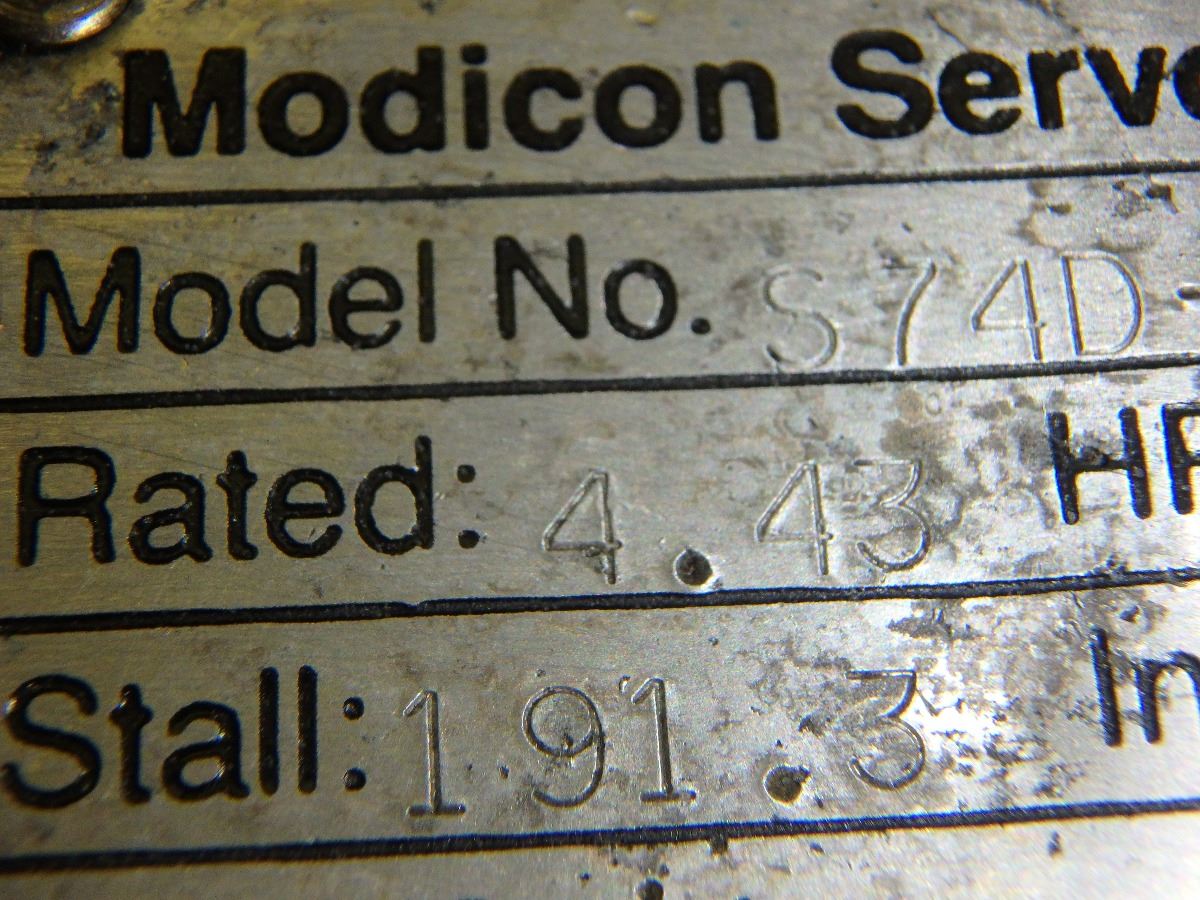 Modicon Serv
Model No. S74D-
Rated: 4.43 HP
Stall: 191.3 In